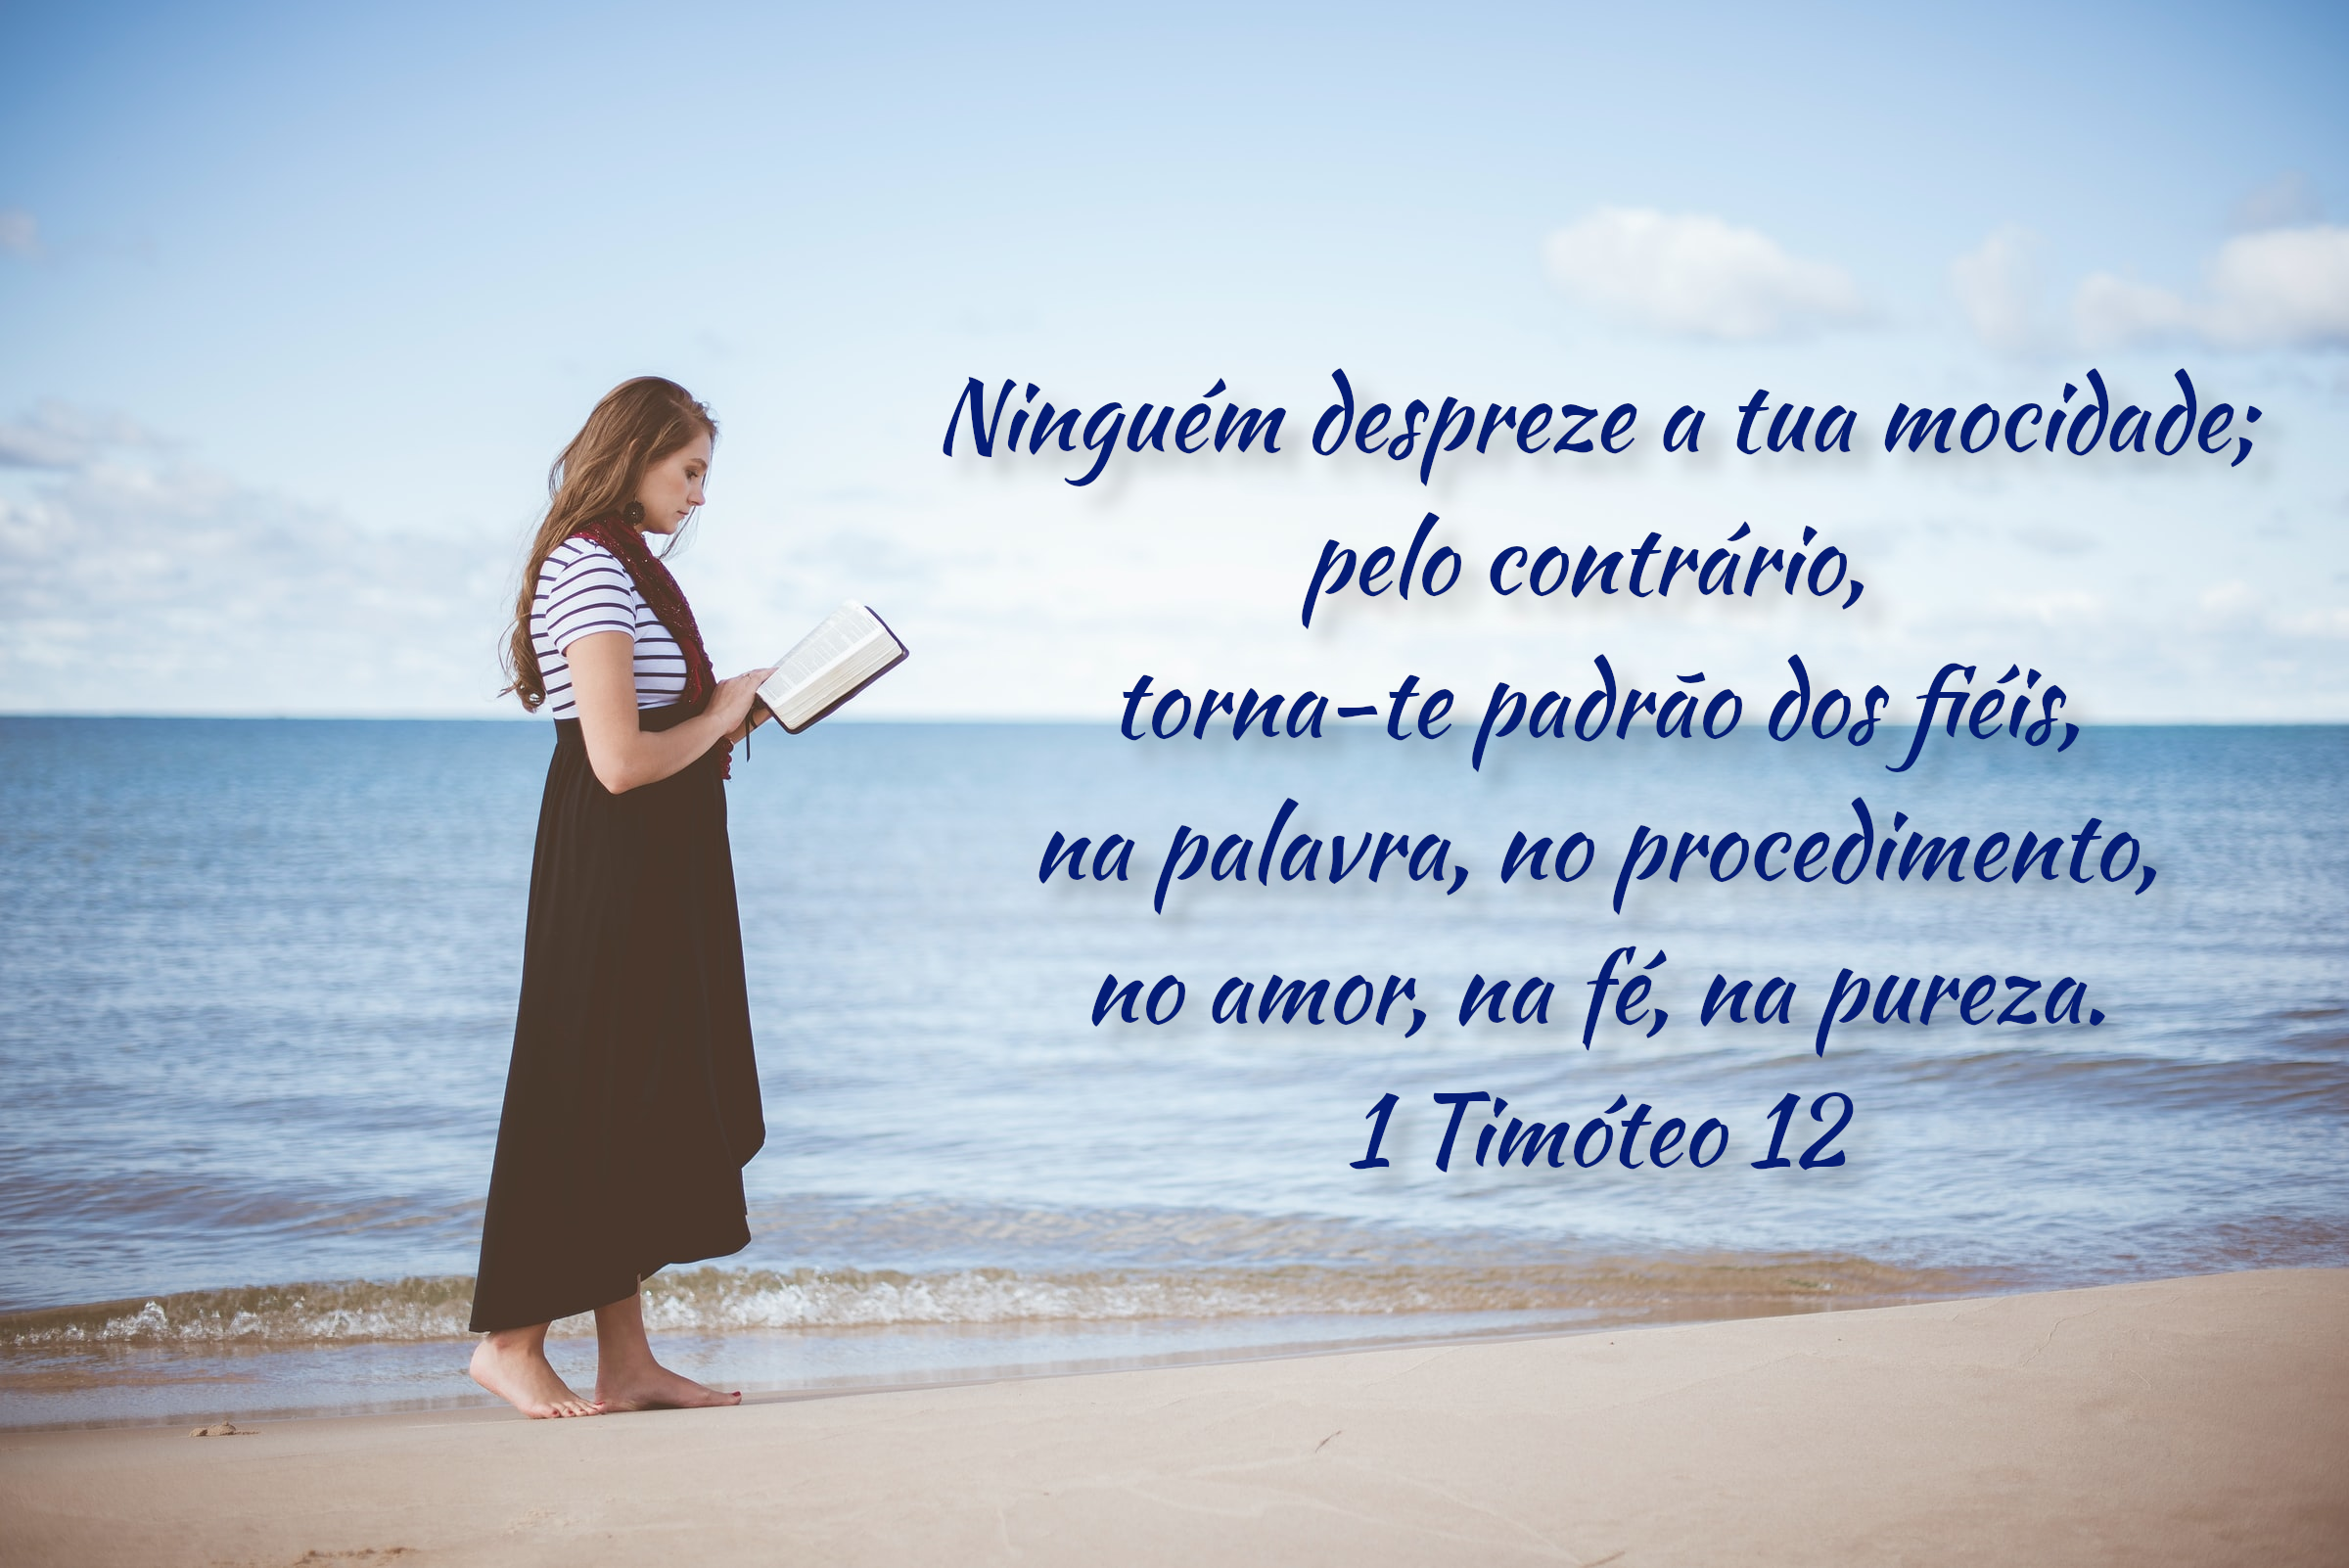 Ninguém despreze a tua mocidade;
pelo contrário,
torna-te padrão dos fiéis,
na palavra, no procedimento,
no amor, na fé, na pureza.
1 Timóteo 12